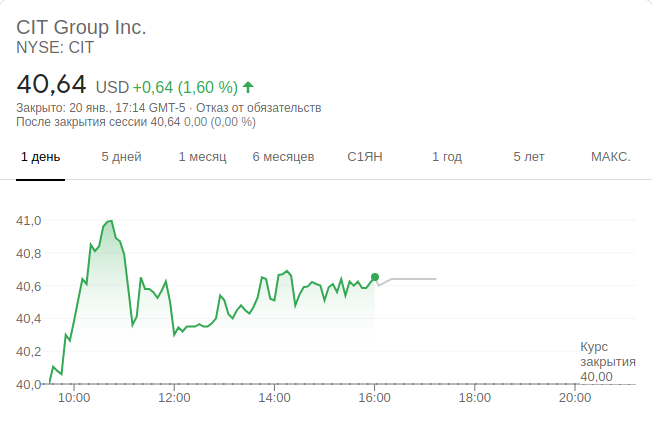 CIT Group Inc.
NYSE: CIT
40,64 USD +0,64 (1,60 %)
Закрыто: 20 янв., 17:14 GMT-5 · Отказ от обязательств
После закрытия сессии 40,64 0,00 (0,00 %)
1 день 5 дней 1 месяц 6 месяцев С1ЯН 1 год 5 лет МАКС.
41,0
40,8
40,6
40,4
40,2
40,0
Курс
закрытия
40,00
10:00 12:00 14:00 16:00 18:00 20:00